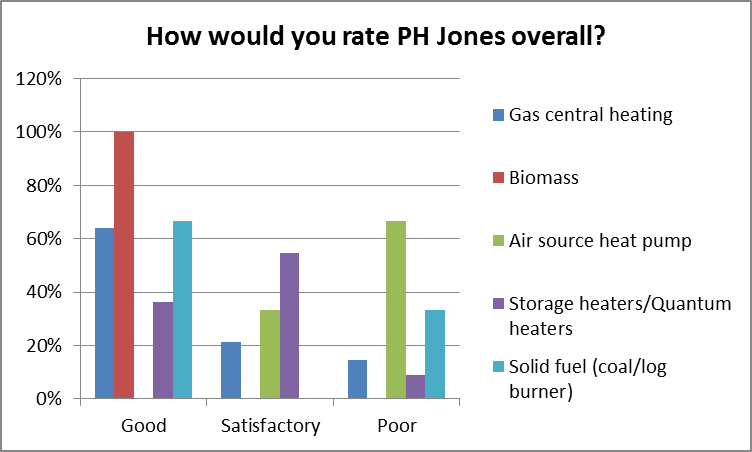 How would you rate PH Jones overall?
120%
100%
80%
60%
40%
20%
0%
Good
Satisfactory
Poor
Gas central heating
Biomass
Air source heat pump
Storage heaters/Quantum
heaters
Solid fuel (coal/log
burner)